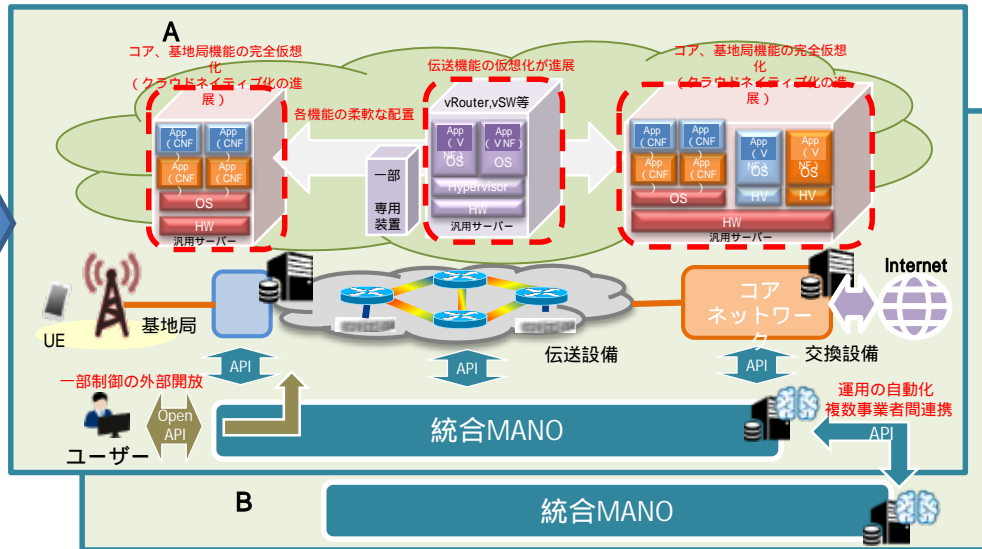 A
コア、基地局機能の完全仮想
化
(クラウドネイティブ化の進
展)
伝送機能の仮想化が進展
コア、基地局機能の完全仮想
化
(クラウドネイティブ化の進
展)
各機能の柔軟な配置
vRouter,vSW等
App
(CNF
)
App
(CNF
)
App
(CNF
)
App
(CNF
)
OS
HW
汎用サーバー
一部
専用
装置
App
(V
NF)
OS
App
(VNF)
OS
Hypervisor
HW
汎用サーバー
App
(CNF
)
App
(CNF
)
App
(CNF
)
App
(CNF
)
OS
App
(V
NF)
OS
HV
App
(V
NF)
OS
HV
HW
汎用サーバー
UE
基地局
伝送設備
コア
ネットワー
ク
交換設備
Internet
API
API
API
一部制御の外部開放
Open
API
ユーザー
統合MANO
運用の自動化
複数事業者間連携
API
B
統合MANO